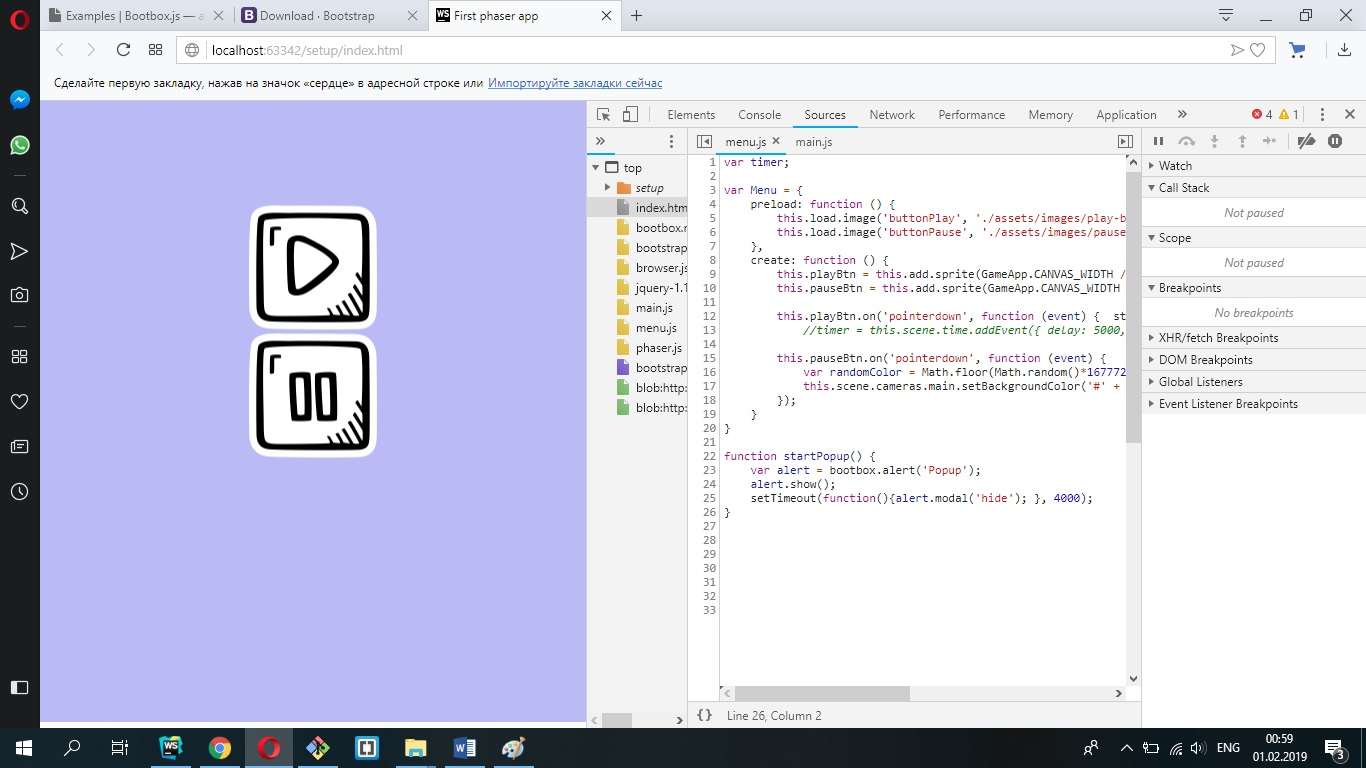 Examples | Bootbox.js — a
Download · Bootstrap
First phaser app
localhost:63342/setup/index.html
Сделайте первую закладку, нажав на значок «сердце» в адресной строке или Импортируйте закладки сейчас
Elements Console Sources Network Performance Memory Application » 4 1
» menu.js × main.js
top
setup
index.htm
bootbox.r
bootstrap
browser.js
jquery-1.1
main.js
menu.js
phaser.js
bootstrap
blob:http:
blob:http:
1 var timer;
2
3 var Menu = {
4 preload: function () {
5 this.load.image('buttonPlay', './assets/images/play-b
6 this.load.image('buttonPause', './assets/images/pause
7 },
8 create: function () {
9 this.playBtn = this.add.sprite(GameApp.CANVAS_WIDTH /
10 this.pauseBtn = this.add.sprite(GameApp.CANVAS_WIDTH
11
12 this.playBtn.on('pointerdown', function (event) { st
13 //timer = this.scene.time.addEvent({ delay: 5000,
14
15 this.pauseBtn.on('pointerdown', function (event) {
16 var randomColor = Math.floor(Math.random()*167772
17 this.scene.cameras.main.setBackgroundColor('#' +
18 });
19 }
20 }
21
22 function startPopup() {
23 var alert = bootbox.alert('Popup');
24 alert.show();
25 setTimeout(function(){alert.modal('hide'); }, 4000);
26 }
27
28
29
30
31
32
33
{ } Line 26, Column 2
Watch
Call Stack
Not paused
Scope
Not paused
Breakpoints
No breakpoints
XHR/fetch Breakpoints
DOM Breakpoints
Global Listeners
Event Listener Breakpoints
ENG
00:59
01.02.2019
3